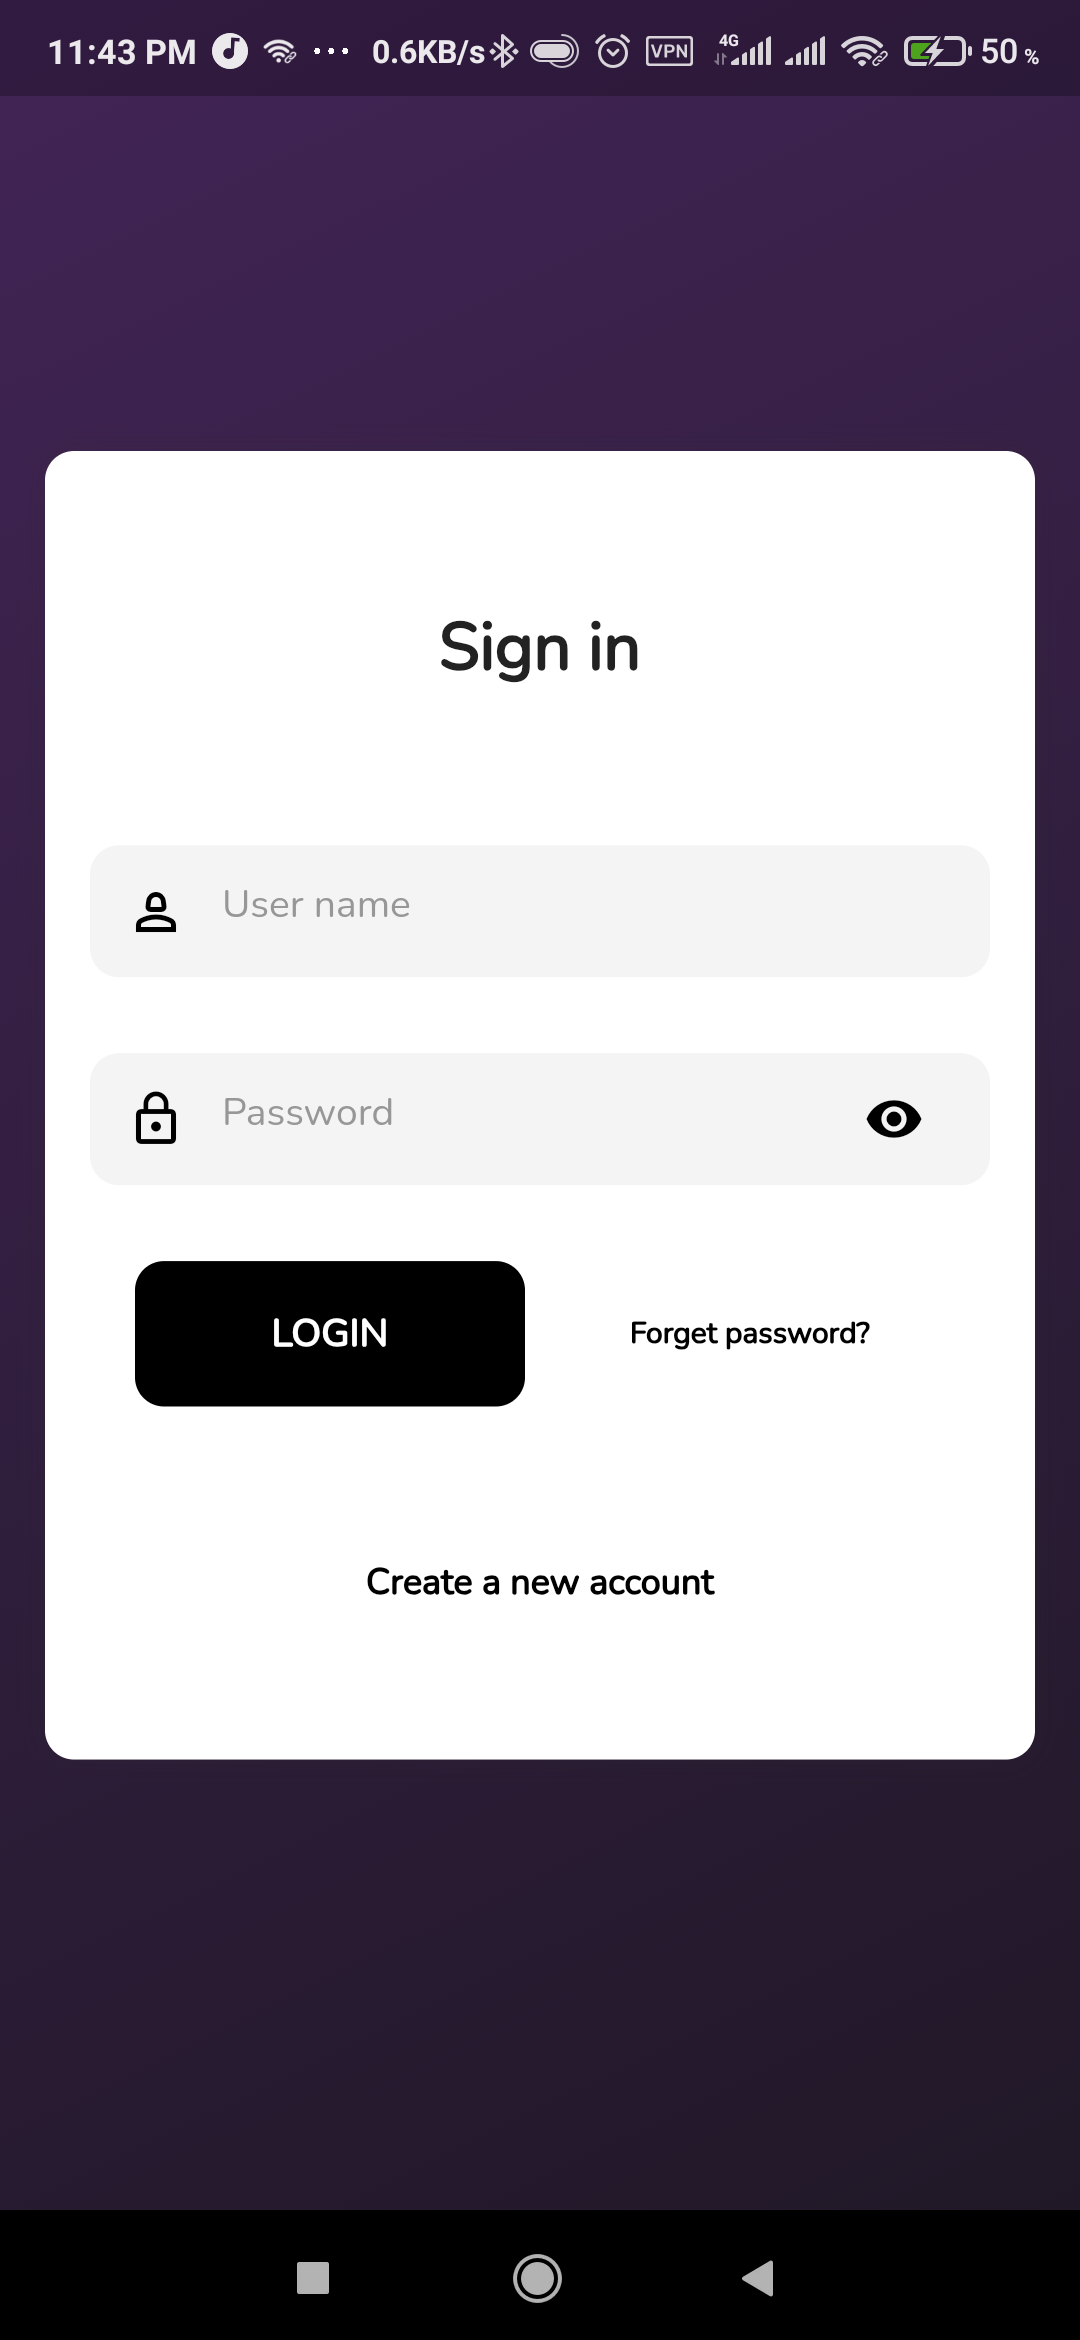 11:43 PM 0.6KB/s VPN 4G 50 %
Sign in
User name
Password
LOGIN Forget password?
Create a new account